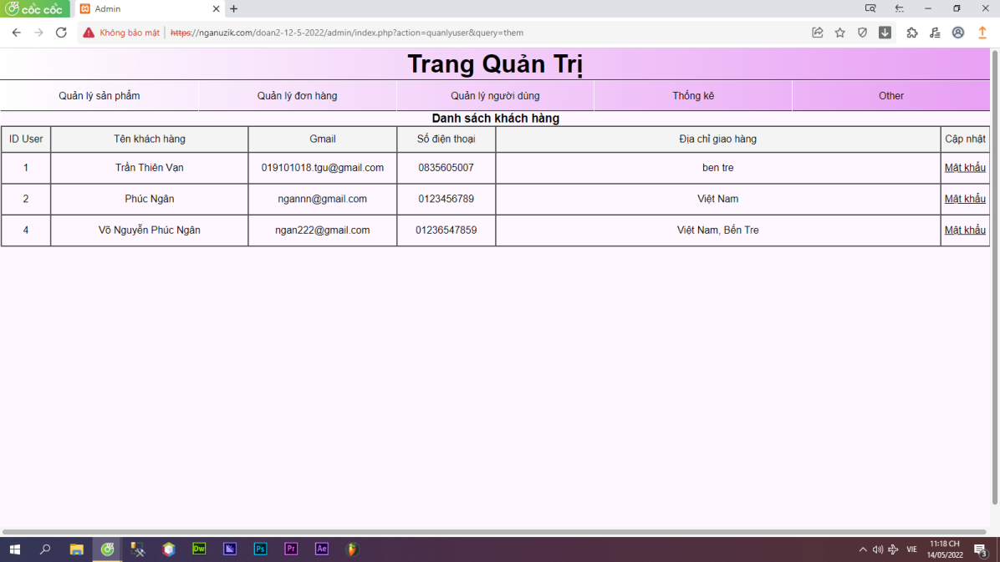 cốc cốc
Admin
Không bảo mật
https://nganuzik.com/doan2-12-5-2022/admin/index.php?action=quanlyuser&query=them
Trang Quản Trị
Quản lý sản phẩm Quản lý đơn hàng Quản lý người dùng Thống kê Other
Danh sách khách hàng
ID User Tên khách hàng Gmail Số điện thoại Địa chỉ giao hàng Cập nhật
1 Trần Thiên Vạn 019101018.tgu@gmail.com 0835605007 ben tre Mật khẩu
2 Phúc Ngân ngannn@gmail.com 0123456789 Việt Nam Mật khẩu
4 Võ Nguyễn Phúc Ngân ngan222@gmail.com 01236547859 Việt Nam, Bến Tre Mật khẩu
Dw Ps Pr Ae
VIE
11:18 CH
14/05/2022
3